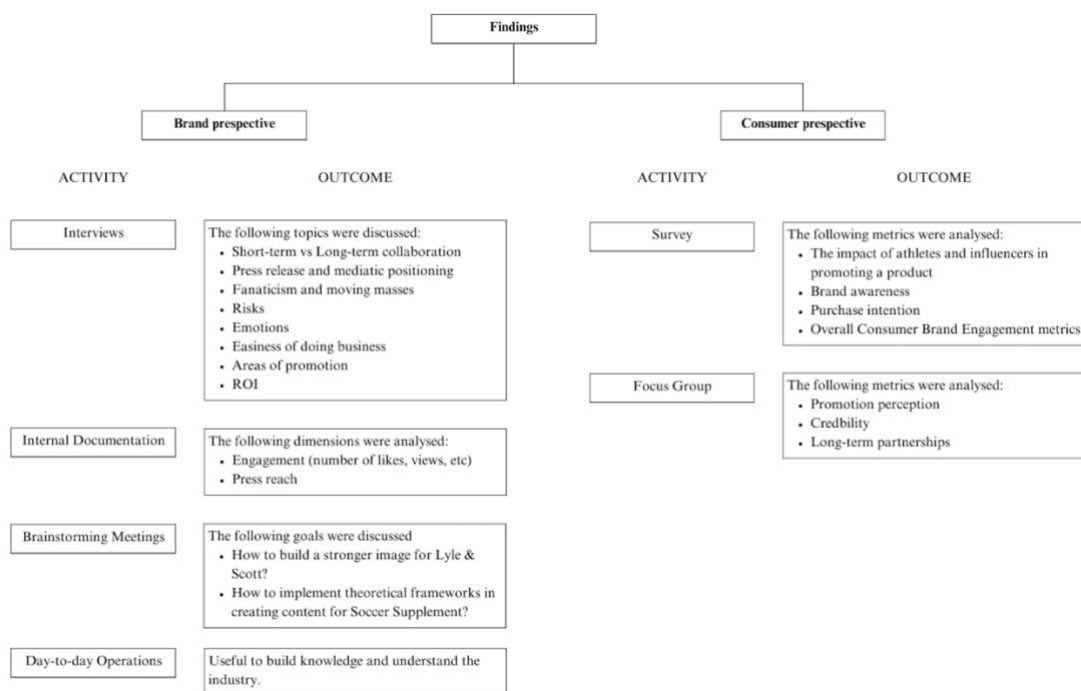 Findings
Brand prespective
Consumer prespective
ACTIVITY
OUTCOME
Interviews
The following topics were discussed:
• Short-term vs Long-term collaboration
• Press release and mediatic positioning
• Fanaticism and moving masses
• Risks
• Emotions
• Easiness of doing business
• Areas of promotion
• ROI
Internal Documentation
The following dimensions were analysed:
• Engagement (number of likes, views, etc)
• Press reach
Brainstorming Meetings
The following goals were discussed
• How to build a stronger image for Lyle &
Scott?
• How to implement theoretical frameworks in
creating content for Soccer Supplement?
Day-to-day Operations
Useful to build knowledge and understand the
industry.
ACTIVITY
OUTCOME
Survey
The following metrics were analysed:
• The impact of athletes and influencers in
promoting a product
• Brand awareness
• Purchase intention
• Overall Consumer Brand Engagement metrics
Focus Group
The following metrics were analysed:
• Promotion perception
• Credbility
• Long-term partnerships